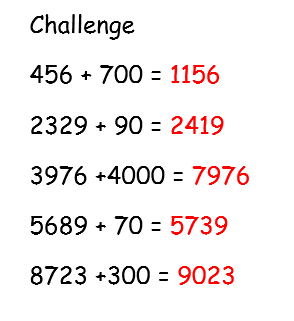 Challenge
456 + 700 = 1156
2329 + 90 = 2419
3976 +4000 = 7976
5689 + 70 = 5739
8723 +300 = 9023